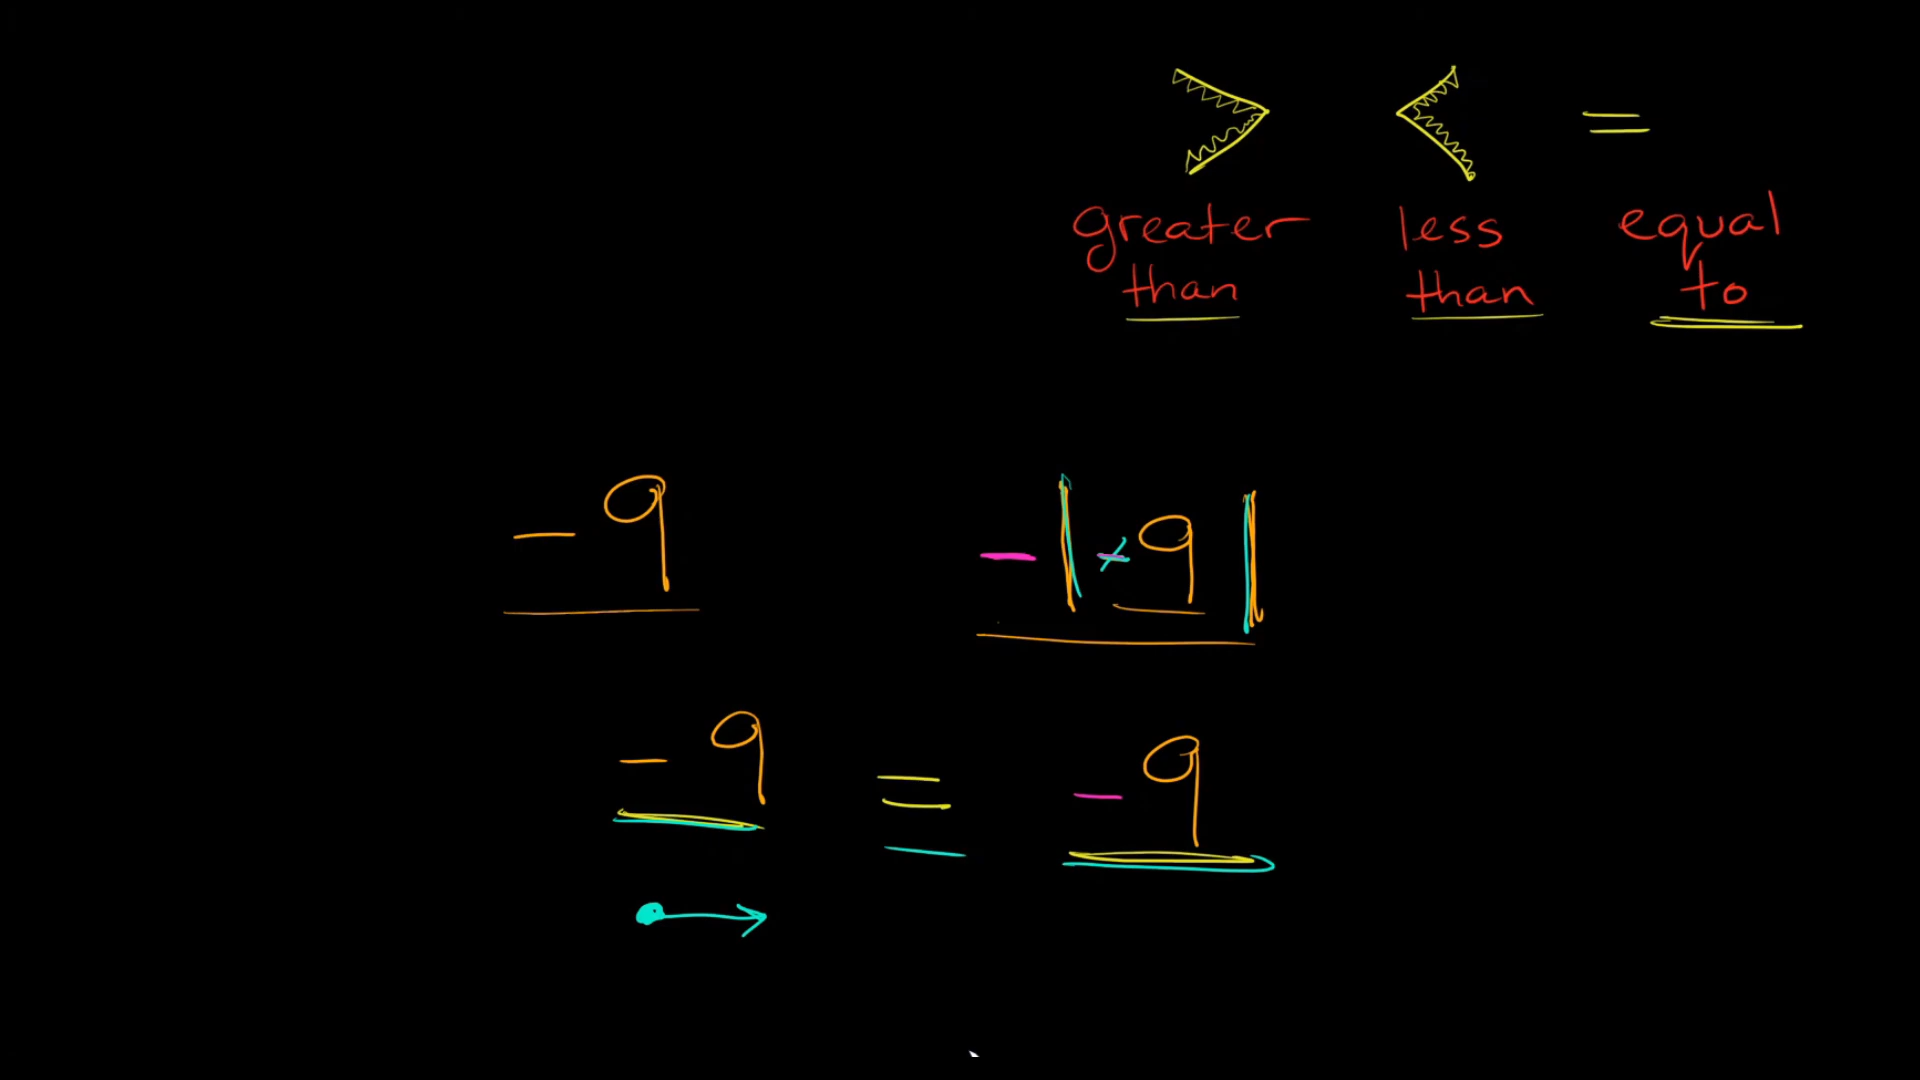 > < =
greater less equal
than than to
-9 -|-9|
-9 = -9